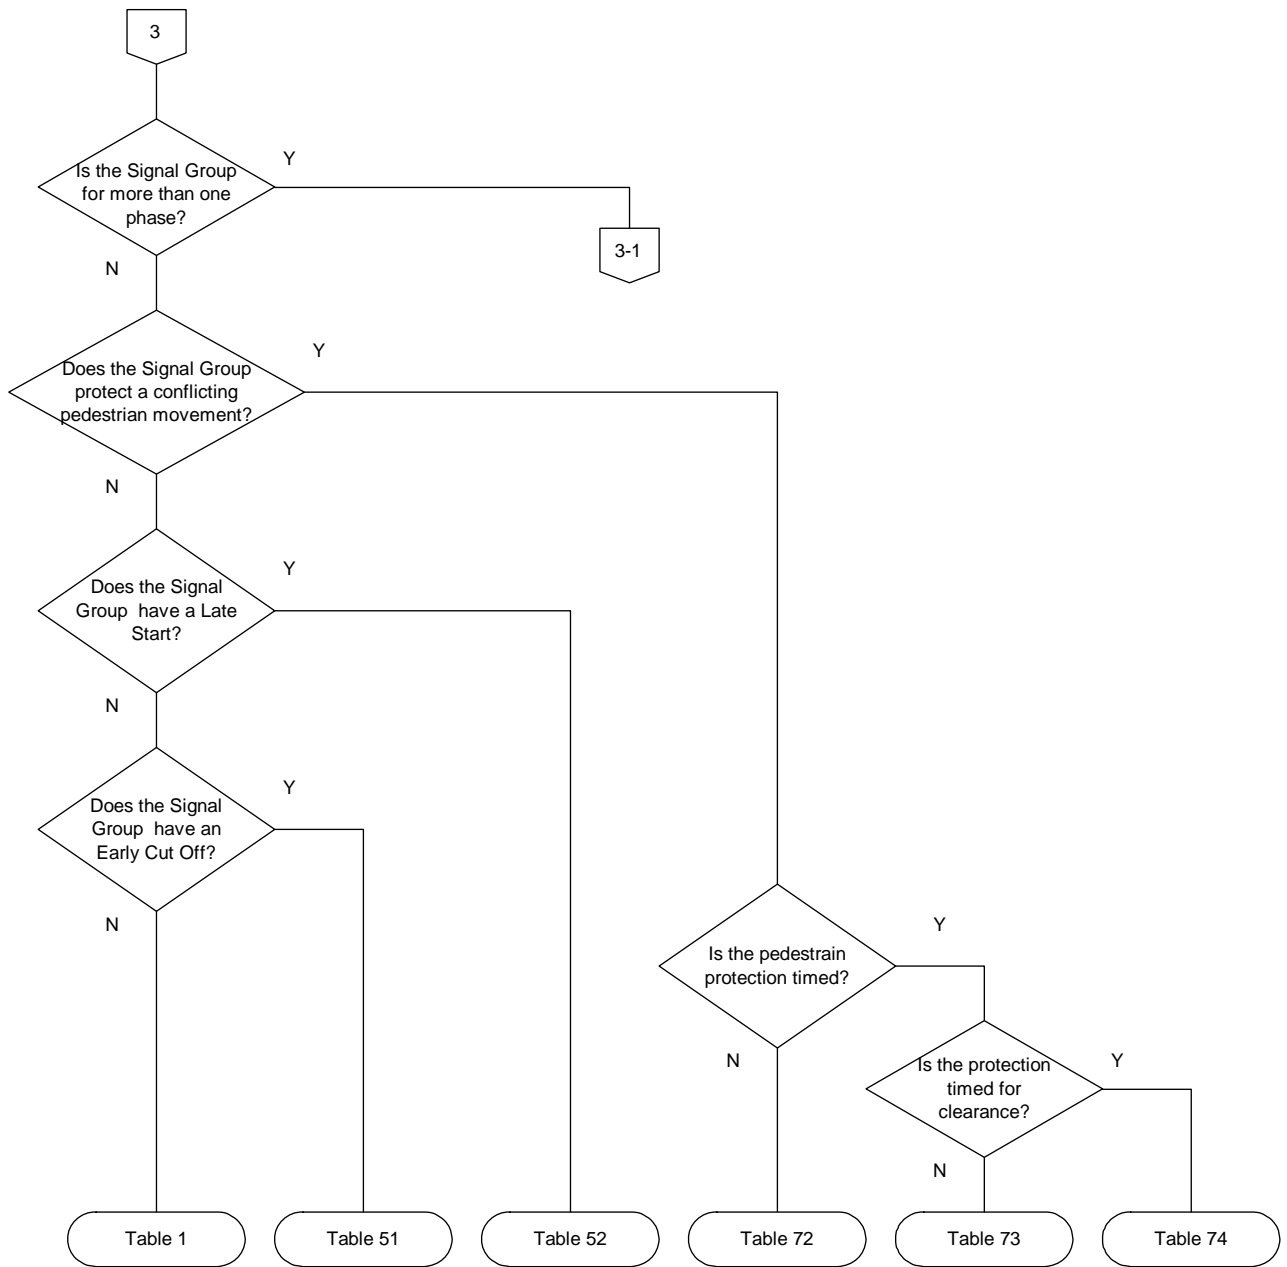 3
Is the Signal Group
for more than one
phase?
Y
N
3-1
Does the Signal Group
protect a conflicting
pedestrian movement?
Y
N
Does the Signal
Group have a Late
Start?
Y
N
Does the Signal
Group have an
Early Cut Off?
Y
N
Is the pedestrain
protection timed?
Y
N
Is the protection
timed for
clearance?
Y
N
Table 1
Table 51
Table 52
Table 72
Table 73
Table 74